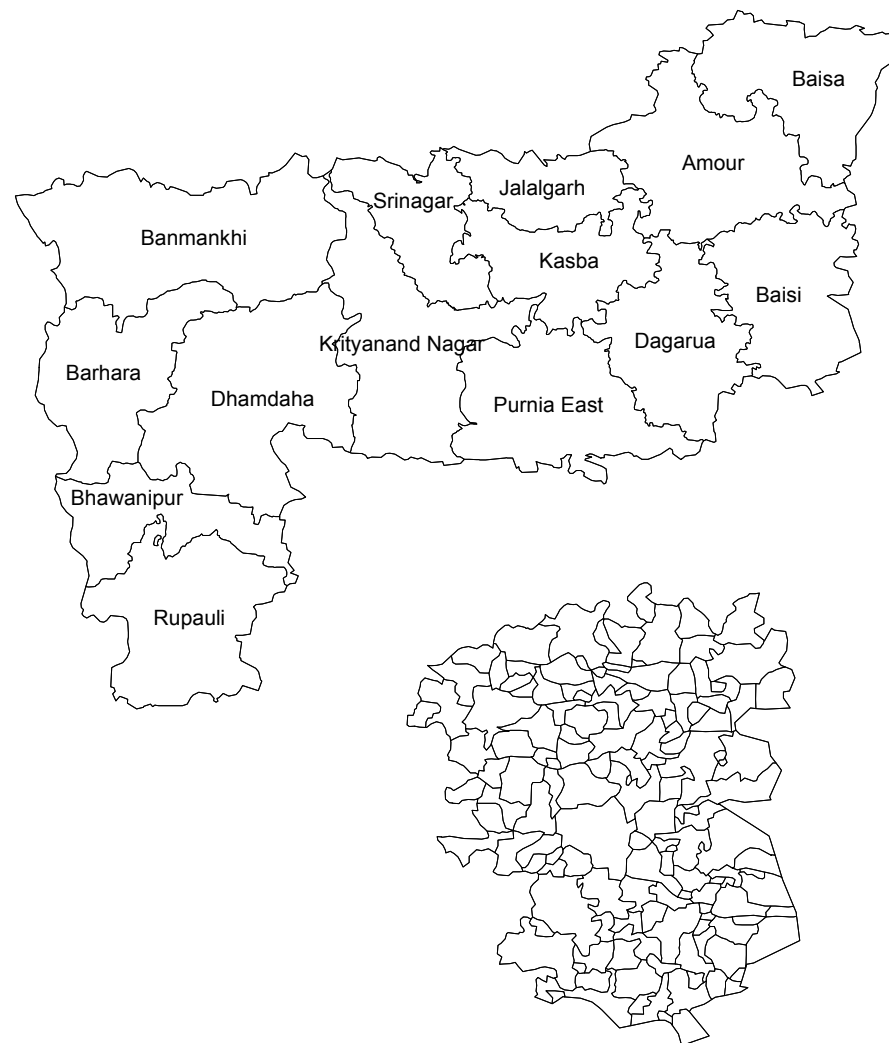 Baisa
Amour
Jalalgarh
Srinagar
Banmankhi
Kasba
Baisi
Krityanand Nagar
Dagarua
Barhara
Dhamdaha
Purnia East
Bhawanipur
Rupauli